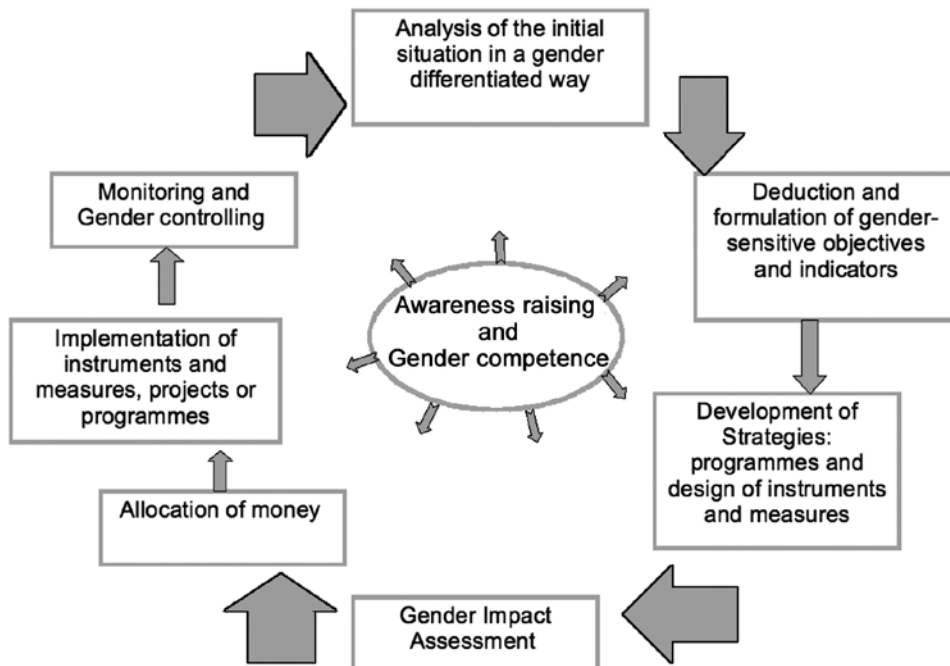 Analysis of the initial
situation in a gender
differentiated way
Deduction and
formulation of gender-
sensitive objectives
and indicators
Development of
Strategies:
programmes and
design of instruments
and measures
Gender Impact
Assessment
Allocation of money
Implementation of
instruments and
measures, projects or
programmes
Monitoring and
Gender controlling
Awareness raising
and
Gender competence